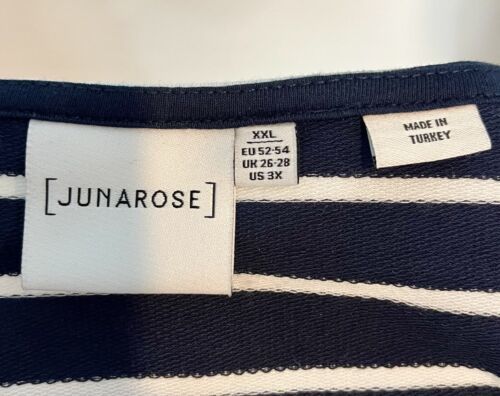 [JUNAROSE]
XXL
EU 52-54
UK 26-28
US 3X
MADE IN
TURKEY